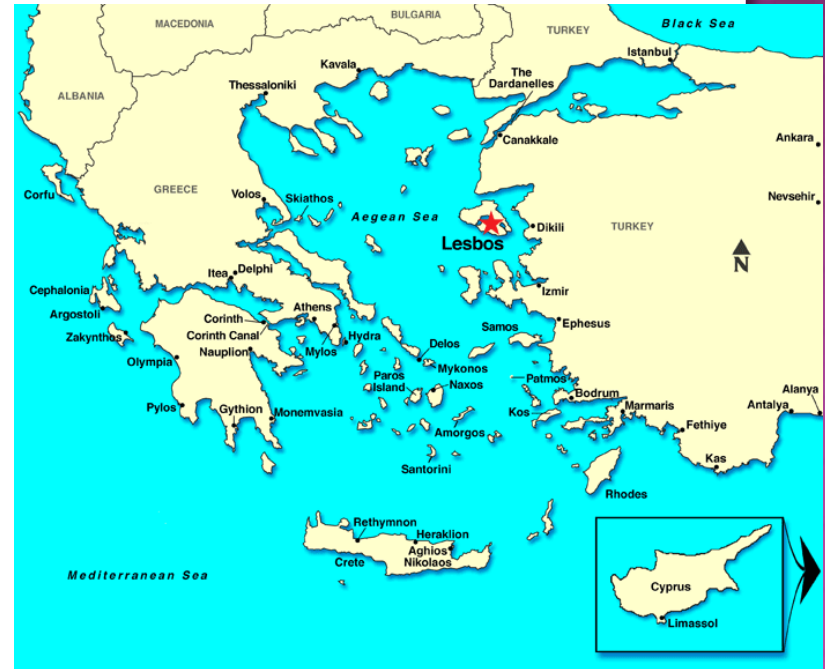 BULGARIA
Black Sea
MACEDONIA
TURKEY
Istanbul
Kavala
The
Dardanelles
Thessaloniki
ALBANIA
Canakkale
Ankara
GREECE
Corfu
Volos
Skiathos
Nevsehir
Aegean Sea
Dikili
TURKEY
Lesbos
N
Itea
Delphi
Cephalonia
Izmir
Argostoli
Athens
Corinth
Ephesus
Zakynthos
Corinth Canal
Hydra
Samos
Delos
Nauplion
Mylos
Olympia
Mykonos
Paros
Island
Naxos
Patmos
Bodrum
Alanya
Pylos
Gythion
Monemvasia
Kos
Marmaris
Antalya
Amorgos
Fethiye
Santorini
Kas
Rhodes
Rethymnon
Heraklion
Aghios
Nikolaos
Crete
Mediterranean Sea
Cyprus
Limassol